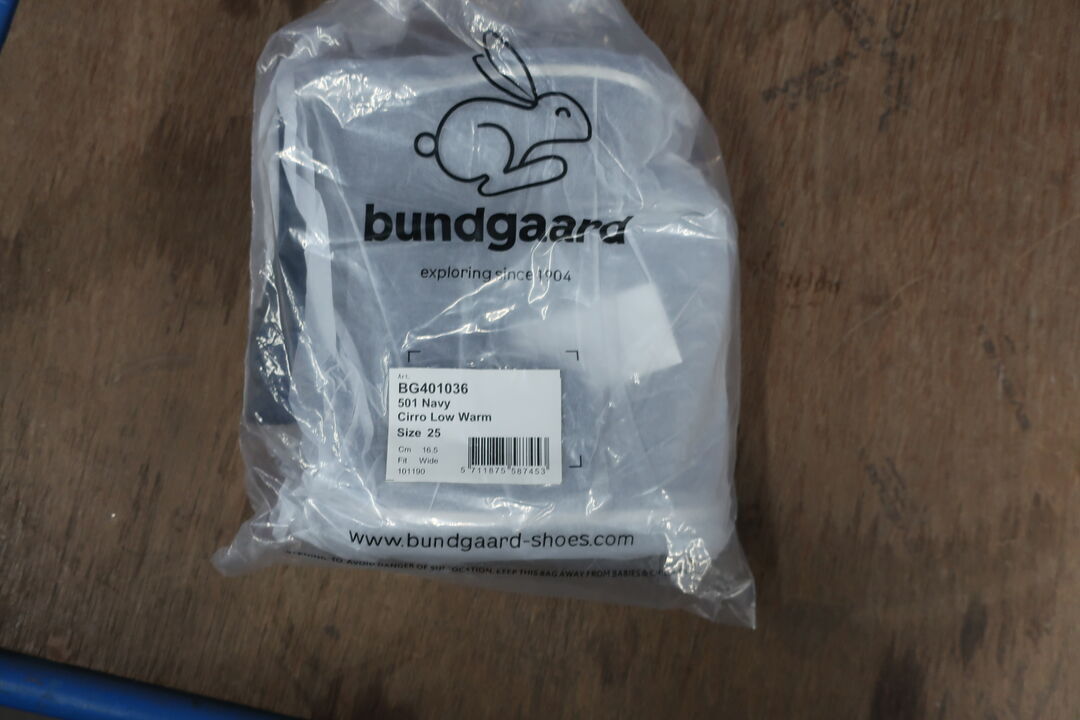 bundgaard
exploring since 1904
Art.
BG401036
501 Navy
Cirro Low Warm
Size 25
Cm 16.5
Fit Wide
101190
5 711875 587453
www.bundgaard-shoes.com
TO AVOID DANGER OF SUFFOCATION, KEEP THIS BAG AWAY FROM BABIES &